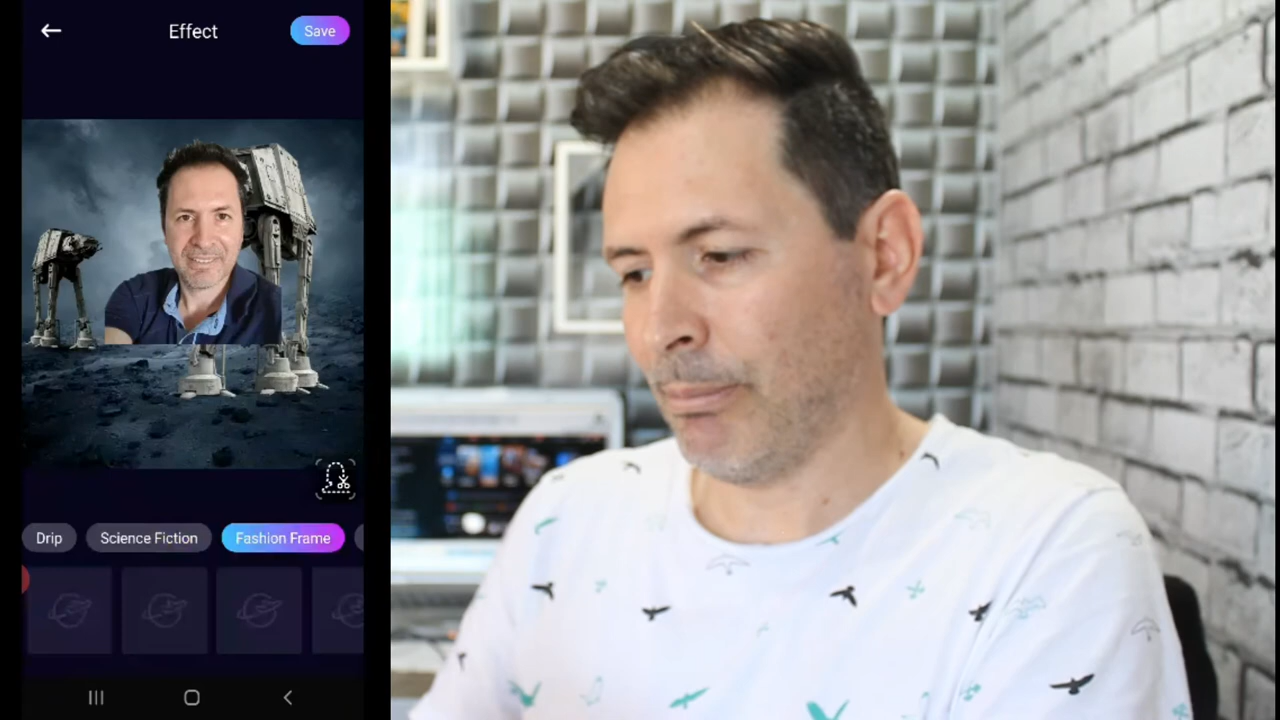 Effect
Save
Drip
Science Fiction
Fashion Frame